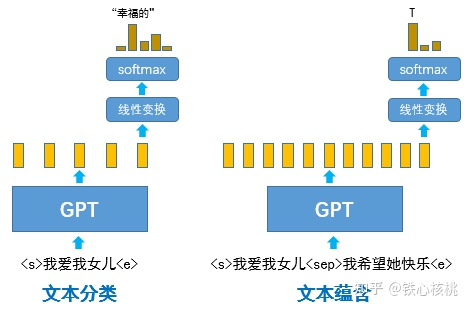 “幸福的”
softmax
线性变换
GPT
<s>我爱我女儿<e>
文本分类
T
softmax
线性变换
GPT
<s>我爱我女儿<sep>我希望她快乐<e>
文本蕴含
知乎 @铁心核桃